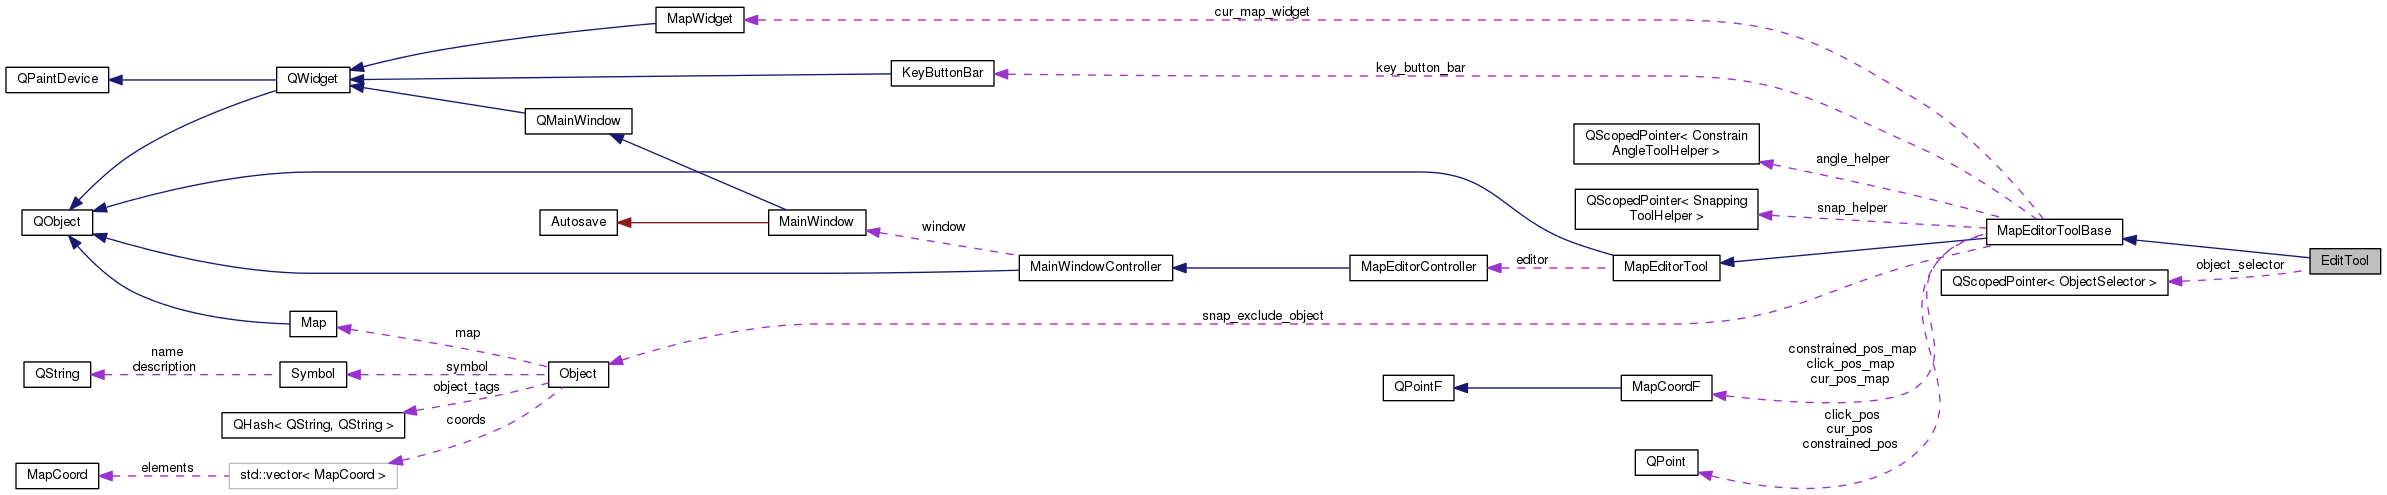 MapWidget
cur_map_widget
QPaintDevice
QWidget
KeyButtonBar
key_button_bar
QMainWindow
QScopedPointer< Constrain
AngleToolHelper >
angle_helper
QScopedPointer< Snapping
ToolHelper >
snap_helper
QObject
Autosave
MainWindow
window
MapEditorToolBase
MainWindowController
MapEditorController
editor
MapEditorTool
EditTool
object_selector
QScopedPointer< ObjectSelector >
Map
map
snap_exclude_object
name
description
QString
Symbol
symbol
Object
object_tags
QHash< QString, QString >
coords
constrained_pos_map
click_pos_map
cur_pos_map
QPointF
MapCoordF
click_pos
cur_pos
constrained_pos
QPoint
MapCoord
elements
std::vector< MapCoord >